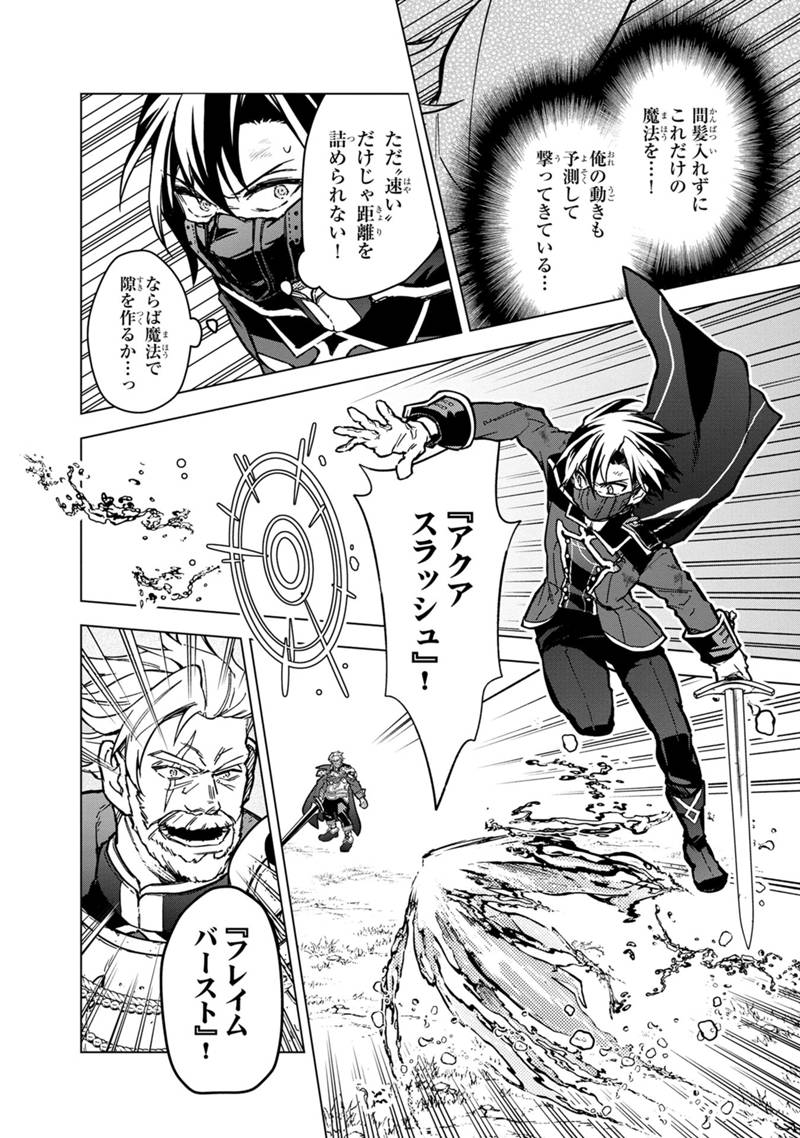 間髪入れずに
これだけの
魔法を…！
俺の動きも
予測して
撃ってきている…
ただ〝速い〟
だけじゃ距離を
詰められない！
ならば魔法で
隙を作るか…っ
『アクア
スラッシュ』！
『フレイム
バースト』！